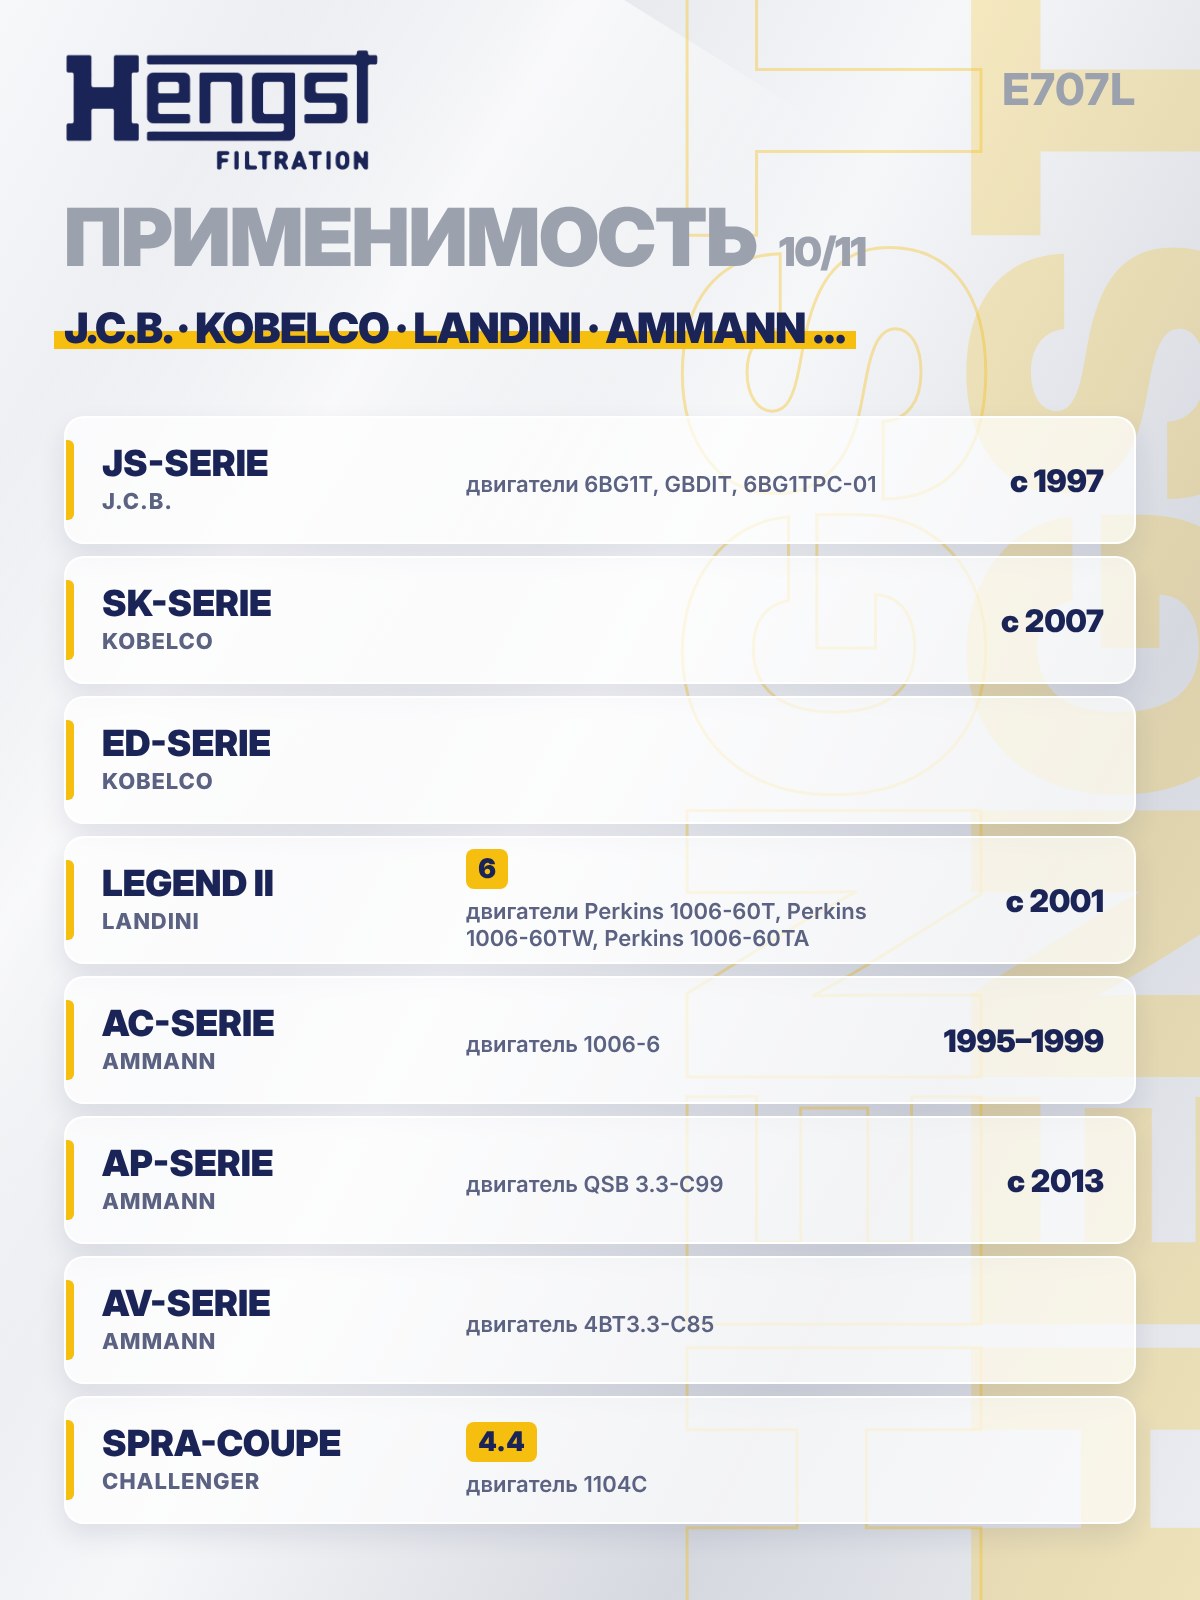 Hengst
FILTRATION
E707L
ПРИМЕНИМОСТЬ 10/11
J.C.B. · KOBELCO · LANDINI · AMMANN ...
JS-SERIE
J.C.B.
двигатели 6BG1T, GBDIT, 6BG1TPC-01
с 1997
SK-SERIE
KOBELCO
с 2007
ED-SERIE
KOBELCO
LEGEND II
LANDINI
6
двигатели Perkins 1006-60T, Perkins
1006-60TW, Perkins 1006-60TA
с 2001
AC-SERIE
AMMANN
двигатель 1006-6
1995–1999
AP-SERIE
AMMANN
двигатель QSB 3.3-C99
с 2013
AV-SERIE
AMMANN
двигатель 4BT3.3-C85
SPRA-COUPE
CHALLENGER
4.4
двигатель 1104C
HENGST
HENGST